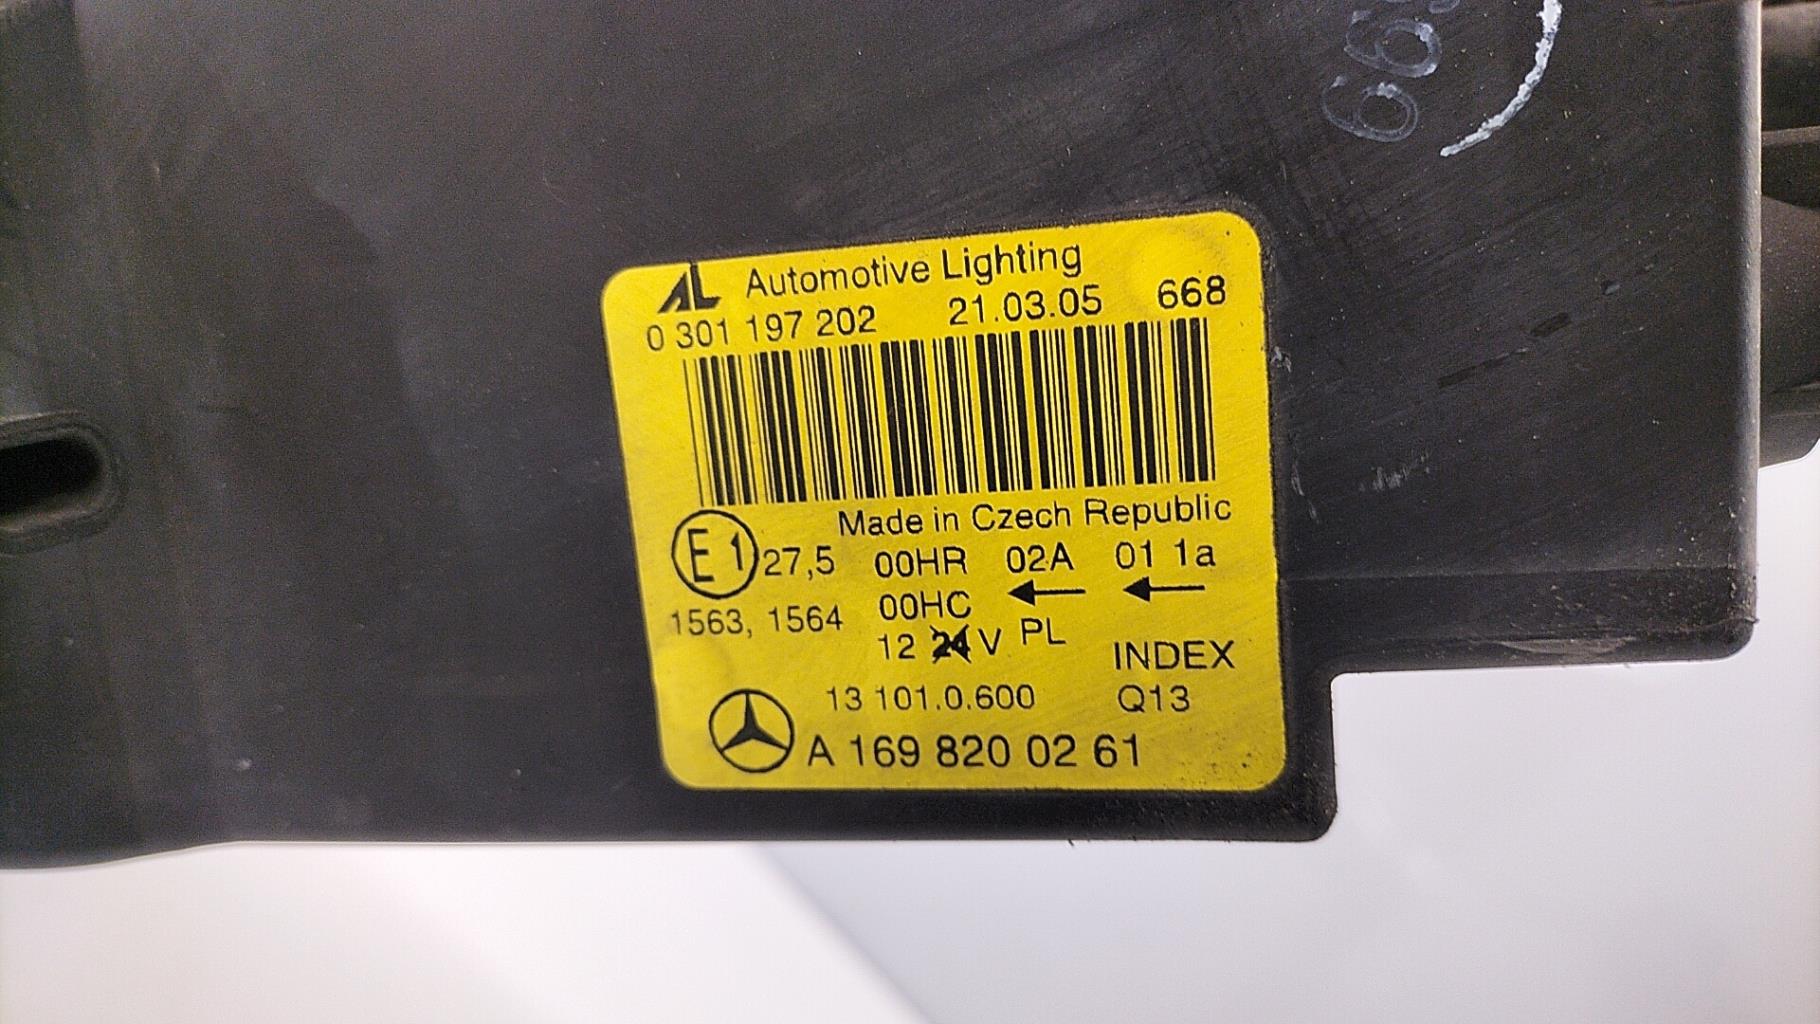 669
AL Automotive Lighting
0 301 197 202 21.03.05 668
Made in Czech Republic
E1 27,5 00HR 02A 01 1a
1563, 1564 00HC ← ←
12 24 V PL INDEX
13 101.0.600 Q13
A 169 820 02 61